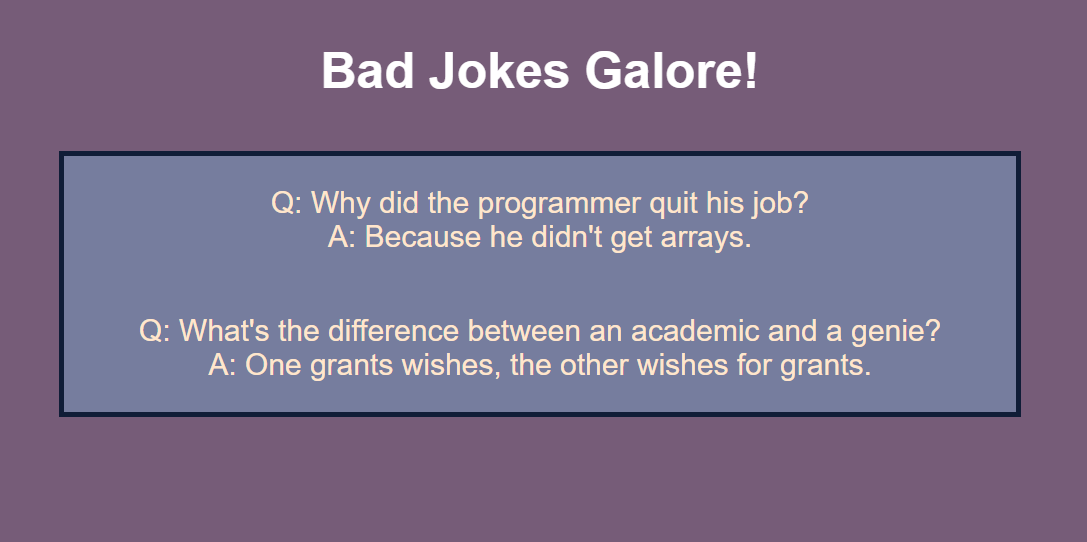 Bad Jokes Galore!
Q: Why did the programmer quit his job?
A: Because he didn't get arrays.
Q: What's the difference between an academic and a genie?
A: One grants wishes, the other wishes for grants.